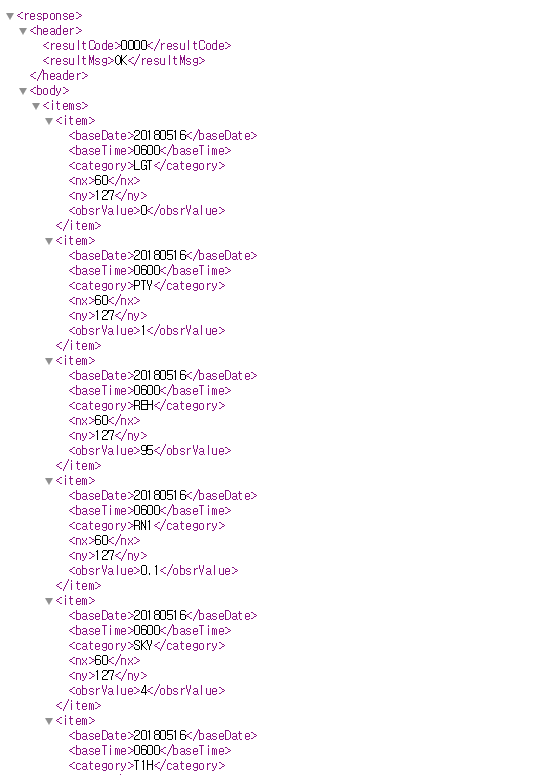 <response>
<header>
<resultCode>0000</resultCode>
<resultMsg>OK</resultMsg>
</header>
<body>
<items>
<item>
<baseDate>20180516</baseDate>
<baseTime>0600</baseTime>
<category>LGT</category>
<nx>60</nx>
<ny>127</ny>
<obsrValue>0</obsrValue>
</item>
<item>
<baseDate>20180516</baseDate>
<baseTime>0600</baseTime>
<category>PTY</category>
<nx>60</nx>
<ny>127</ny>
<obsrValue>1</obsrValue>
</item>
<item>
<baseDate>20180516</baseDate>
<baseTime>0600</baseTime>
<category>REH</category>
<nx>60</nx>
<ny>127</ny>
<obsrValue>95</obsrValue>
</item>
<item>
<baseDate>20180516</baseDate>
<baseTime>0600</baseTime>
<category>RN1</category>
<nx>60</nx>
<ny>127</ny>
<obsrValue>0.1</obsrValue>
</item>
<item>
<baseDate>20180516</baseDate>
<baseTime>0600</baseTime>
<category>SKY</category>
<nx>60</nx>
<ny>127</ny>
<obsrValue>4</obsrValue>
</item>
<item>
<baseDate>20180516</baseDate>
<baseTime>0600</baseTime>
<category>T1H</category>